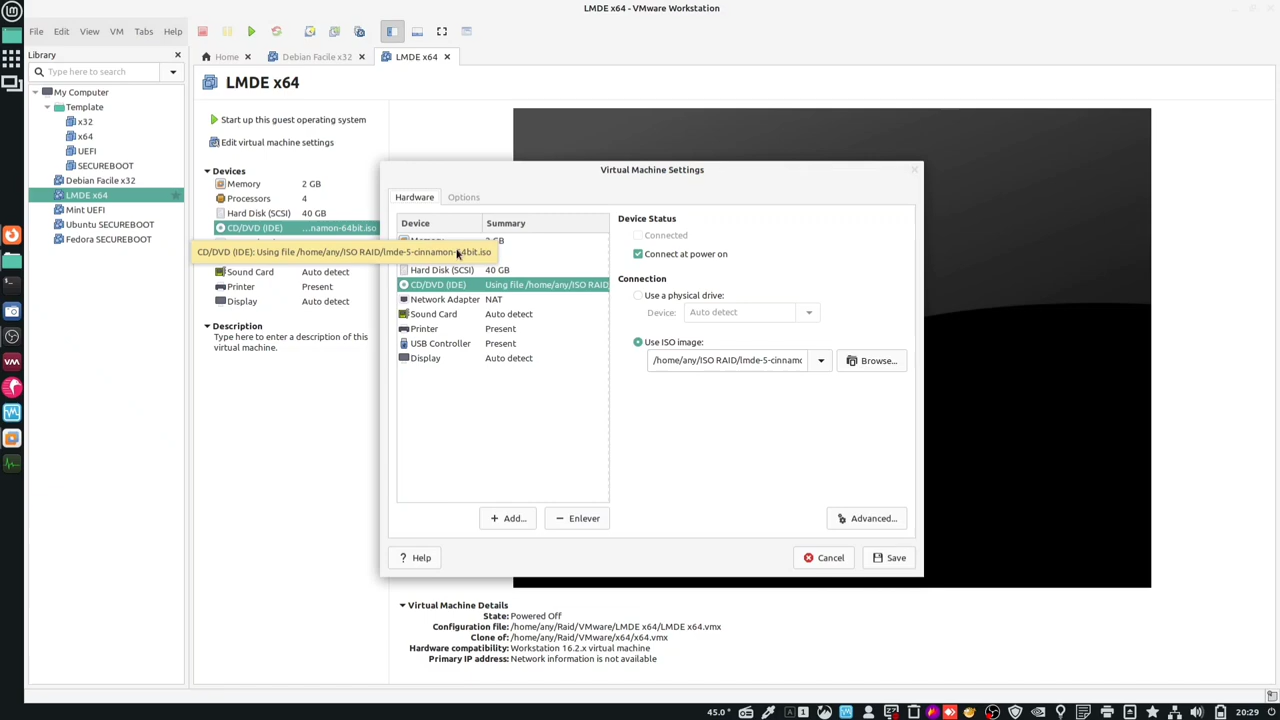 LMDE x64 - VMware Workstation
File Edit View VM Tabs Help
Library
Home
Debian Facile x32
LMDE x64
Type here to search
LMDE x64
My Computer
Template
x32
x64
UEFI
SECUREBOOT
Debian Facile x32
LMDE x64
Mint UEFI
Ubuntu SECUREBOOT
Fedora SECUREBOOT
Start up this guest operating system
Edit virtual machine settings
Devices
Memory 2 GB
Processors 4
Hard Disk (SCSI) 40 GB
CD/DVD (IDE) ...namon-64bit.iso
CD/DVD (IDE): Using file /home/any/ISO RAID/lmde-5-cinnamon-64bit.iso
Sound Card Auto detect
Printer Present
Display Auto detect
Description
Type here to enter a description of this
virtual machine.
Virtual Machine Settings
Hardware Options
Device Summary
Memory 2 GB
Hard Disk (SCSI) 40 GB
CD/DVD (IDE) Using file /home/any/ISO RAID
Network Adapter NAT
Sound Card Auto detect
Printer Present
USB Controller Present
Display Auto detect
Add... Enlever
Device Status
Connected
Connect at power on
Connection
Use a physical drive:
Device: Auto detect
Use ISO image:
/home/any/ISO RAID/lmde-5-cinnamo Browse...
Advanced...
Help Cancel Save
Virtual Machine Details
State: Powered Off
Configuration file: /home/any/Raid/VMware/LMDE x64/LMDE x64.vmx
Clone of: /home/any/Raid/VMware/x64/x64.vmx
Hardware compatibility: Workstation 16.2.x virtual machine
Primary IP address: Network information is not available
45.0° 1 20:29